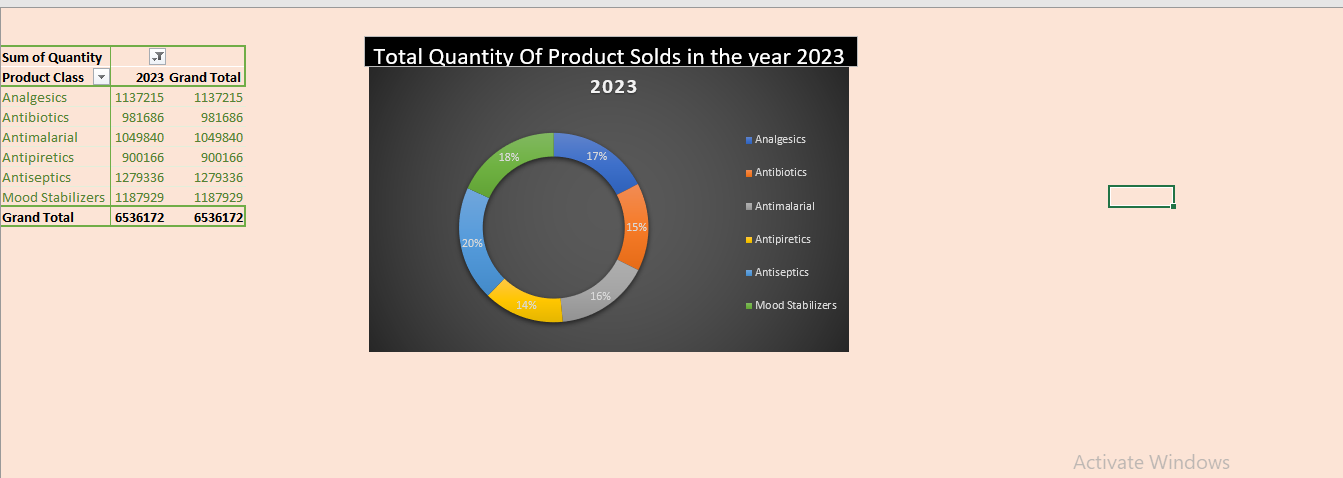 Sum of Quantity
Product Class 2023 Grand Total
Analgesics 1137215 1137215
Antibiotics 981686 981686
Antimalarial 1049840 1049840
Antipiretics 900166 900166
Antiseptics 1279336 1279336
Mood Stabilizers 1187929 1187929
Grand Total 6536172 6536172
Total Quantity Of Product Solds in the year 2023
2023
18%
17%
15%
16%
14%
20%
Analgesics
Antibiotics
Antimalarial
Antipiretics
Antiseptics
Mood Stabilizers
Activate Windows